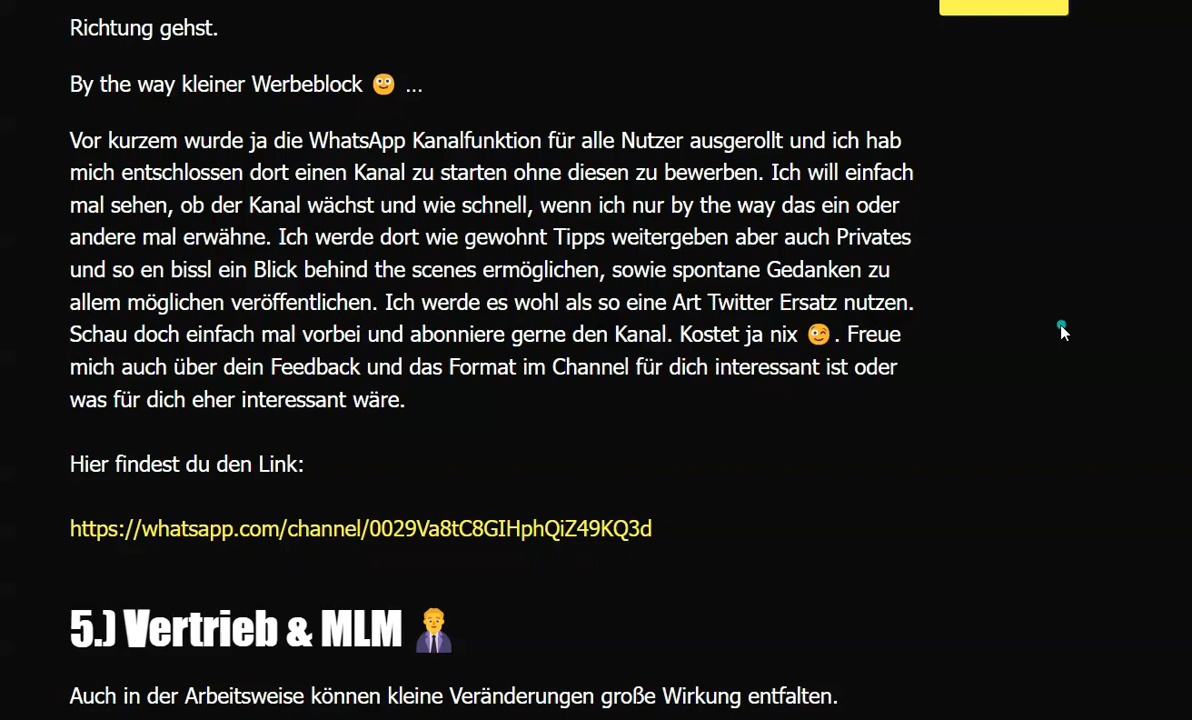 Richtung gehst.
By the way kleiner Werbeblock 🙂 ...
Vor kurzem wurde ja die WhatsApp Kanalfunktion für alle Nutzer ausgerollt und ich hab
mich entschlossen dort einen Kanal zu starten ohne diesen zu bewerben. Ich will einfach
mal sehen, ob der Kanal wächst und wie schnell, wenn ich nur by the way das ein oder
andere mal erwähne. Ich werde dort wie gewohnt Tipps weitergeben aber auch Privates
und so en bissl ein Blick behind the scenes ermöglichen, sowie spontane Gedanken zu
allem möglichen veröffentlichen. Ich werde es wohl als so eine Art Twitter Ersatz nutzen.
Schau doch einfach mal vorbei und abonniere gerne den Kanal. Kostet ja nix 😉. Freue
mich auch über dein Feedback und das Format im Channel für dich interessant ist oder
was für dich eher interessant wäre.
Hier findest du den Link:
https://whatsapp.com/channel/0029Va8tC8GIHphQiZ49KQ3d
5.) Vertrieb & MLM 👨‍💼
Auch in der Arbeitsweise können kleine Veränderungen große Wirkung entfalten.